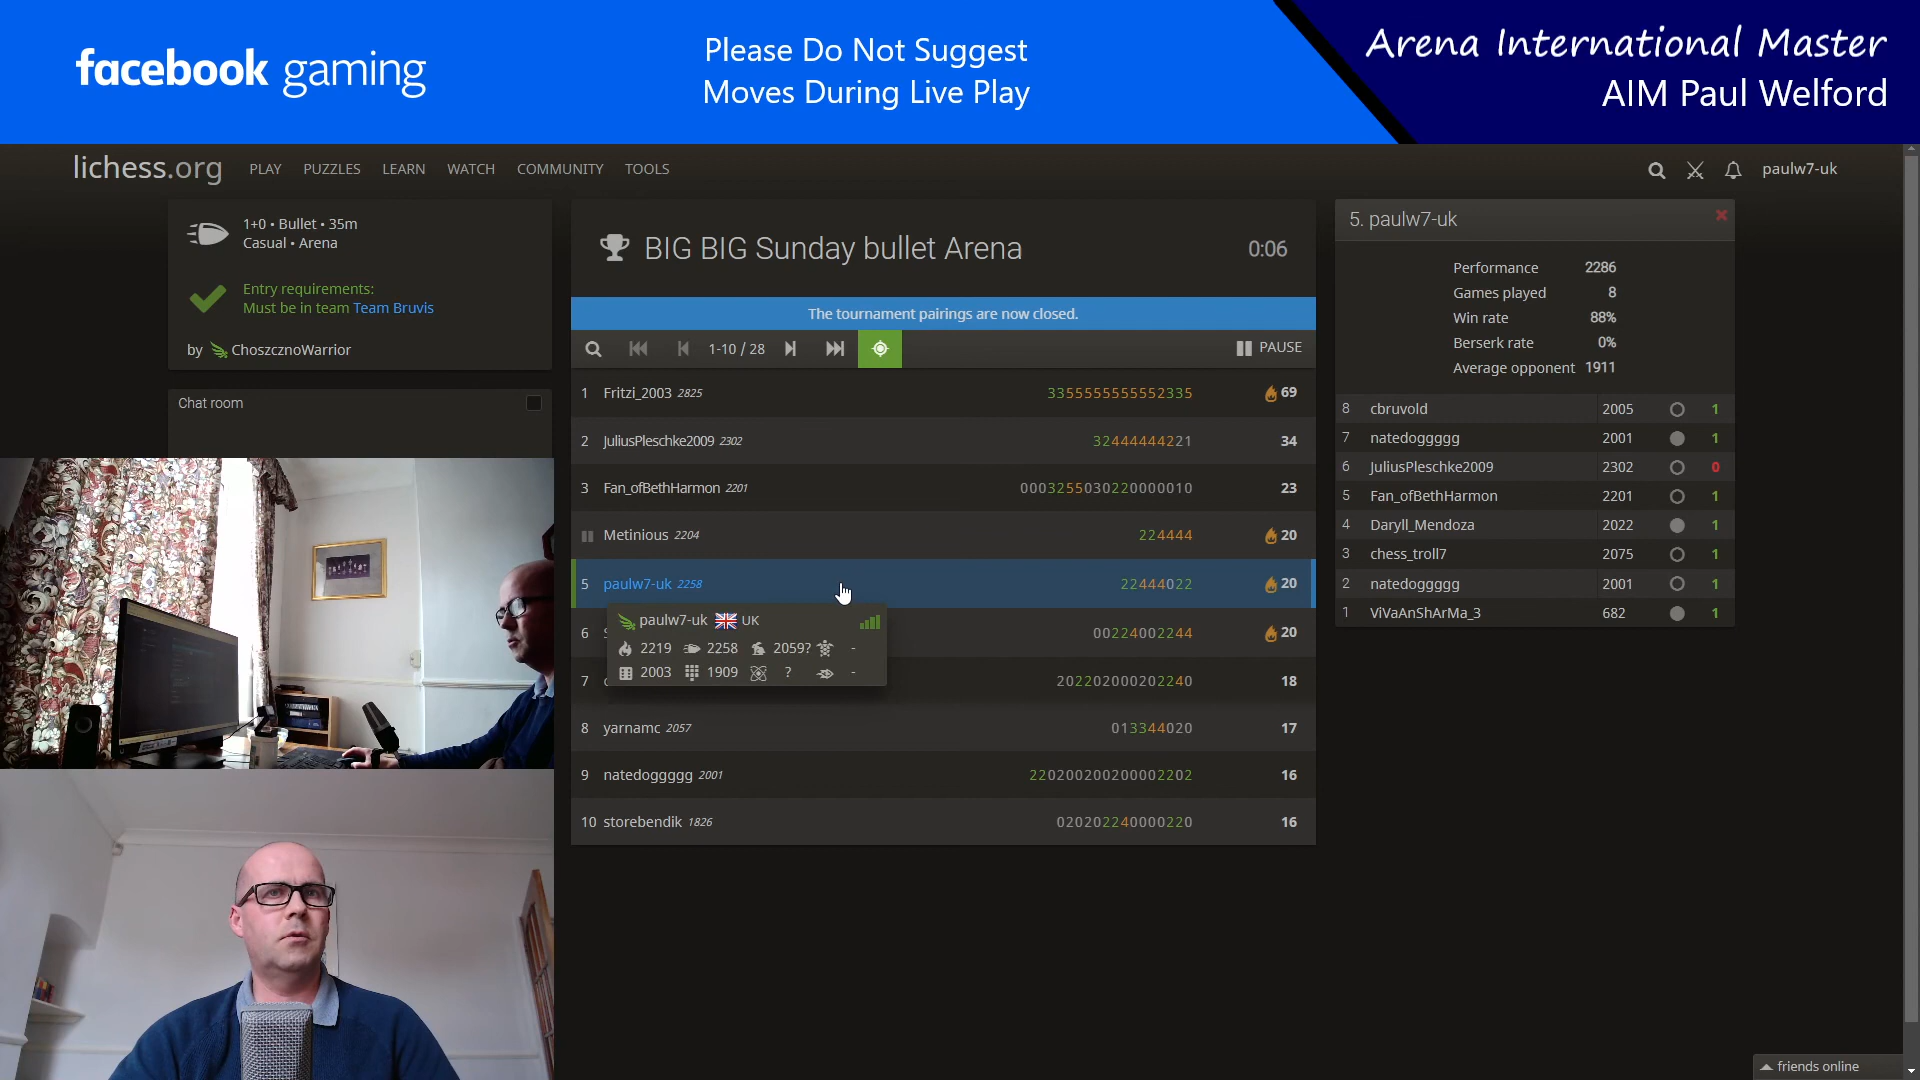 facebook gaming
Please Do Not Suggest
Moves During Live Play
Arena International Master
AIM Paul Welford
lichess.org PLAY PUZZLES LEARN WATCH COMMUNITY TOOLS paulw7-uk
1+0 • Bullet • 35m
Casual • Arena
Entry requirements:
Must be in team Team Bruvis
by ChoszcznoWarrior
Chat room
BIG BIG Sunday bullet Arena 0:06
The tournament pairings are now closed.
1-10 / 28 PAUSE
1 Fritzi_2003 2825 3355555555552335 69
2 JuliusPleschke2009 2302 32444444221 34
3 Fan_ofBethHarmon 2201 0003255030220000010 23
Metinious 2204 224444 20
5 paulw7-uk 2258 22444022 20
paulw7-uk UK
2219 2258 2059? -
2003 1909 ? -
6 00224002244 20
7 202202000202240 18
8 yarnamc 2057 013344020 17
9 natedoggggg 2001 220200200200002202 16
10 storebendik 1826 020202240000220 16
5. paulw7-uk
Performance 2286
Games played 8
Win rate 88%
Berserk rate 0%
Average opponent 1911
8 cbruvold 2005 1
7 natedoggggg 2001 1
6 JuliusPleschke2009 2302 0
5 Fan_ofBethHarmon 2201 1
4 Daryll_Mendoza 2022 1
3 chess_troll7 2075 1
2 natedoggggg 2001 1
1 ViVaAnShArMa_3 682 1
friends online